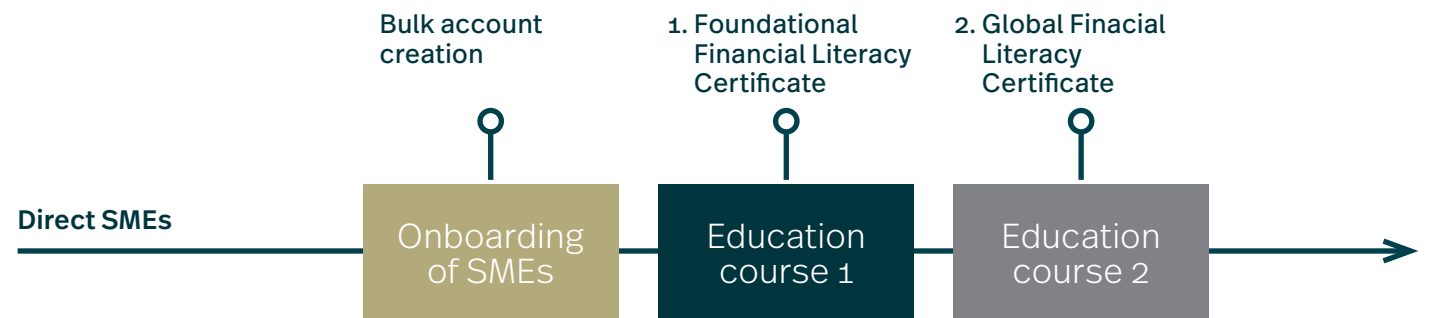 Bulk account
creation
1. Foundational
Financial Literacy
Certificate
2. Global Finacial
Literacy
Certificate
Direct SMEs
Onboarding
of SMEs
Education
course 1
Education
course 2